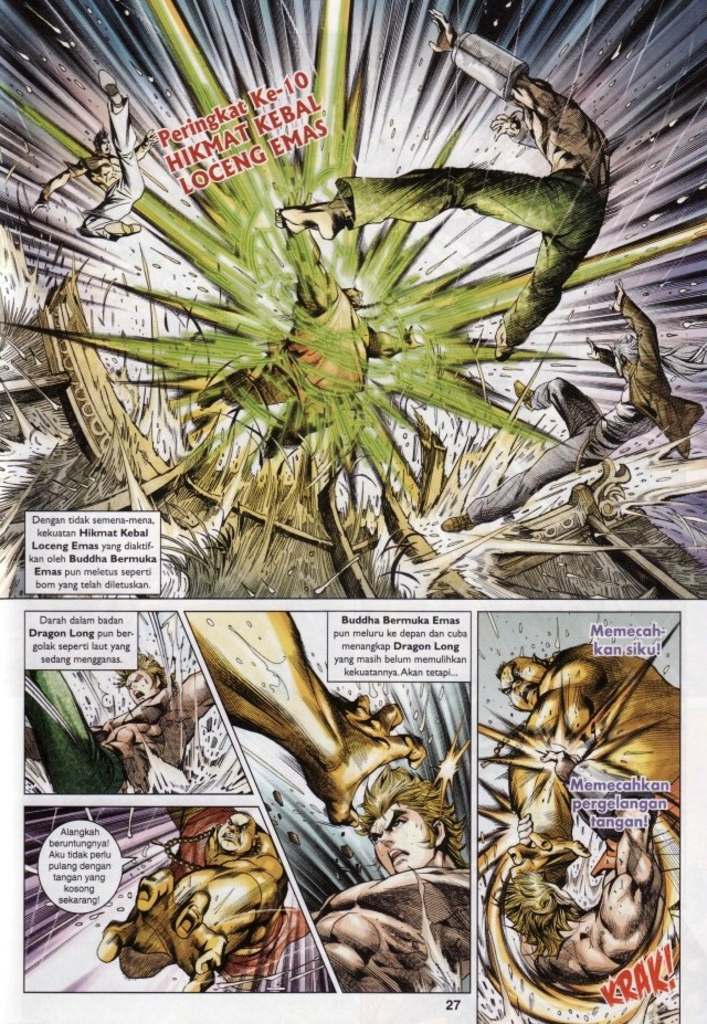 Peringkat Ke-10
HIKMAT KEBAL
LOCENG EMAS
Dengan tidak semena-mena,
kekuatan Hikmat Kebal
Loceng Emas yang diaktif-
kan oleh Buddha Bermuka
Emas pun meletus seperti
bom yang telah diletuskan.
Darah dalam badan
Dragon Long pun ber-
golak seperti laut yang
sedang mengganas.
Buddha Bermuka Emas
pun meluru ke depan dan cuba
menangkap Dragon Long
yang masih belum memulihkan
kekuatannya. Akan tetapi...
Alangkah
beruntungnya!
Aku tidak perlu
pulang dengan
tangan yang
kosong
sekarang!
Memecah-
kan siku!
Memecahkan
pergelangan
tangan!
KRAK!
27